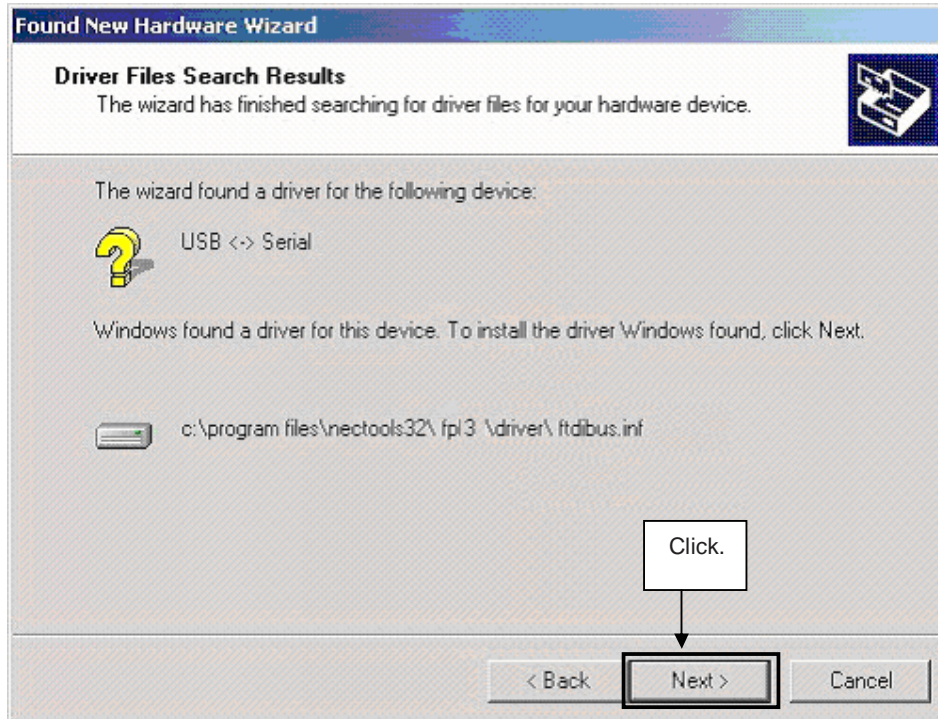 Found New Hardware Wizard
Driver Files Search Results
The wizard has finished searching for driver files for your hardware device.
The wizard found a driver for the following device:
USB <-> Serial
Windows found a driver for this device. To install the driver Windows found, click Next.
c:\program files\nectools32\ fpl3 \driver\ ftdibus.inf
Click.
< Back
Next >
Cancel